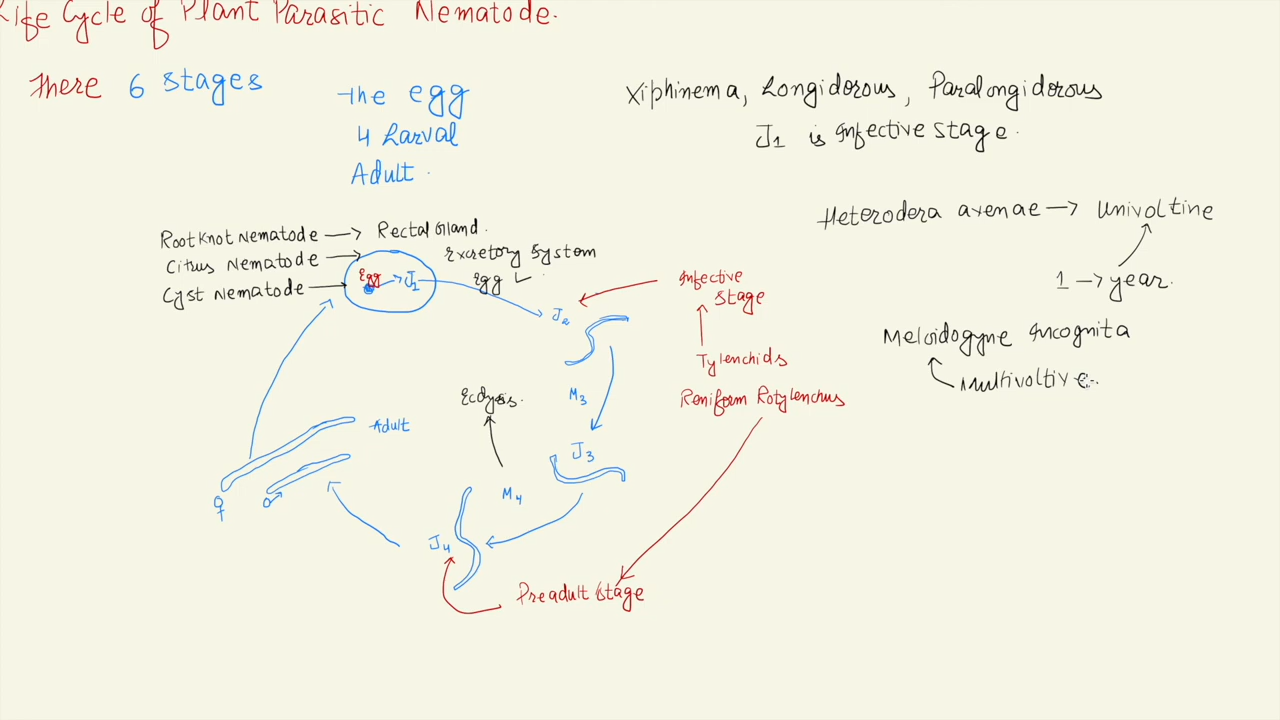 Life Cycle of Plant Parasitic Nematode.
There 6 Stages
The egg
4 Larval
Adult.
Xiphinema, Longidorous, Paralongidorous
J1 is Infective Stage.
Heterodera avenae → Univoltine
1 → year.
Meloidogyne Incognita
Multivoltive
RootKnot Nematode → Rectal Gland.
Citrus Nematode → Excretory System
Cyst Nematode → Egg
Egg → J1
J2
Infective
Stage
Tylenchids
Reniform Rotylenchus
M3
Ecdysis.
J3
Adult
M4
♀ ♂
J4
Preadult Stage